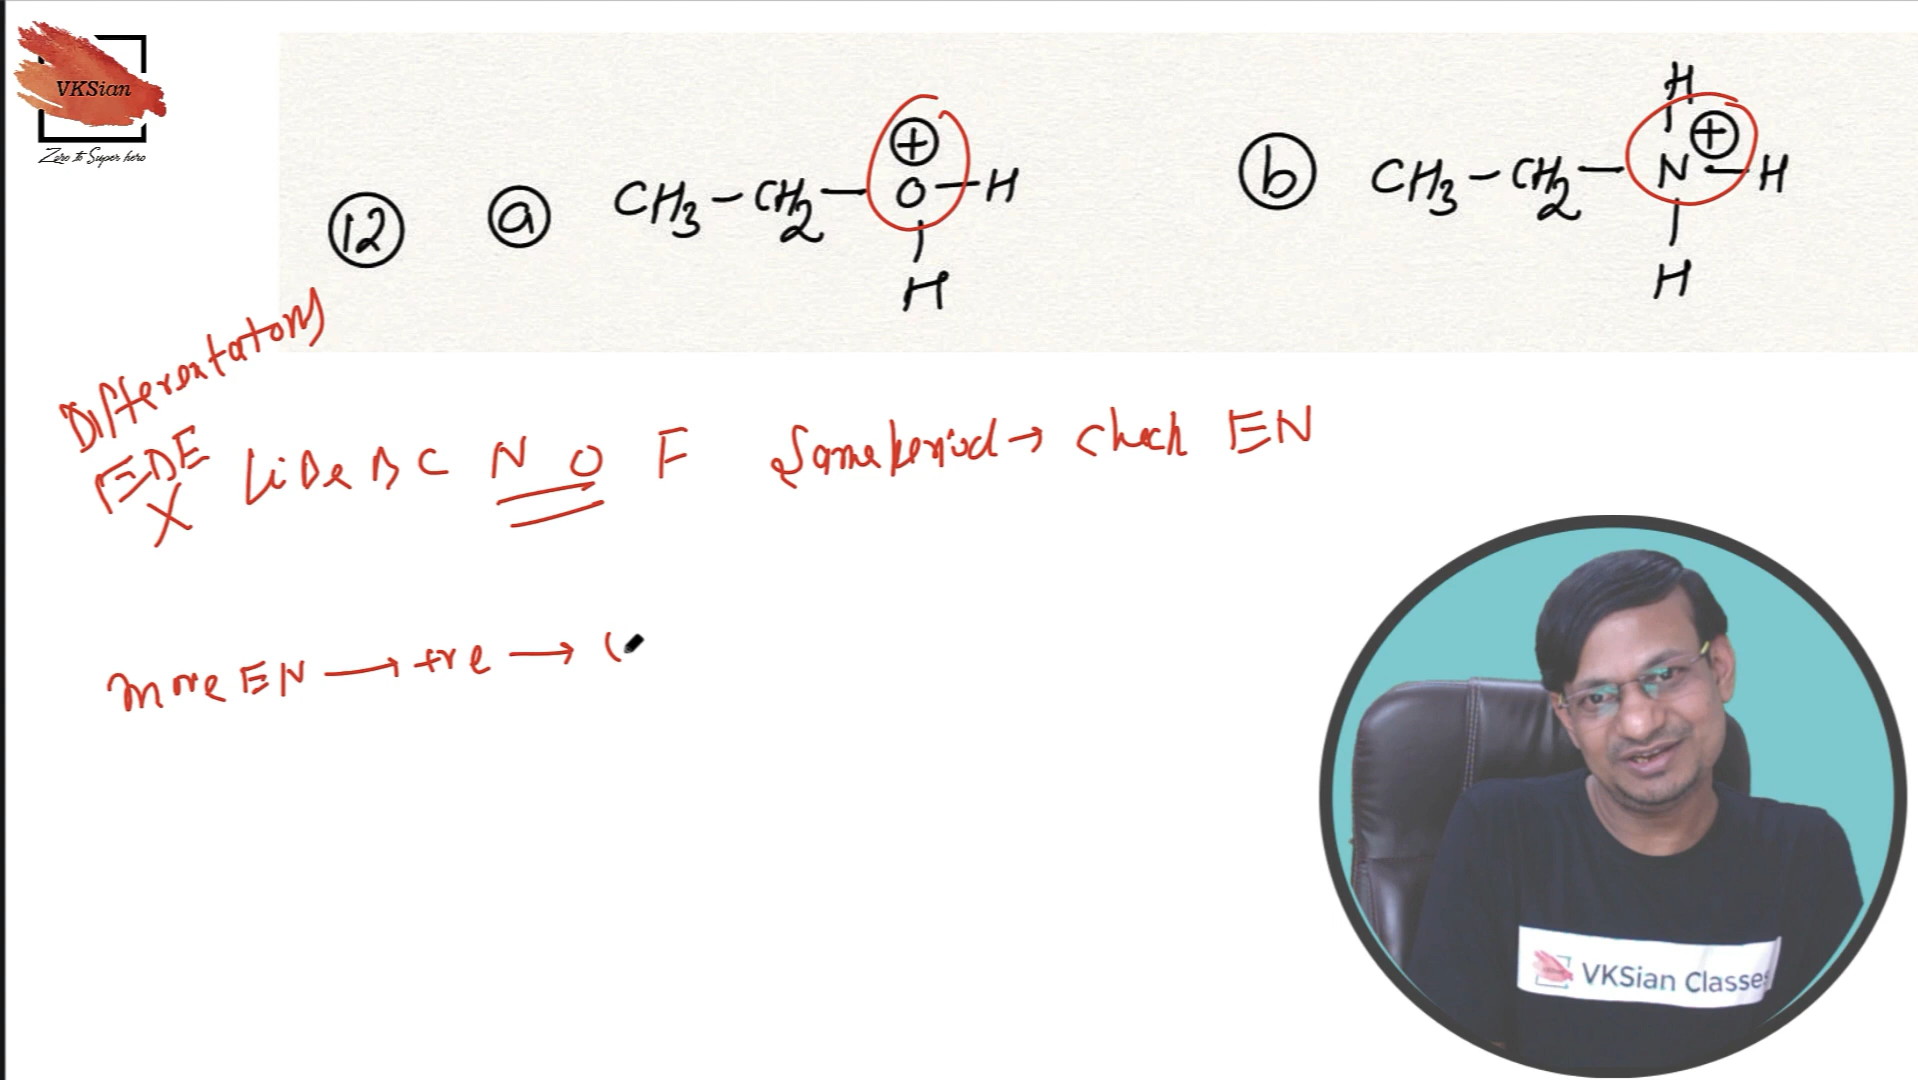 VKSian
Zero to Super hero
12 a CH3-CH2-O-H
⊕
H
b CH3-CH2-N-H
H
⊕
H
Differentators
EDE X
Li Be B C N O F Same period → Check EN
More EN → +ve → (
VKSian Classes